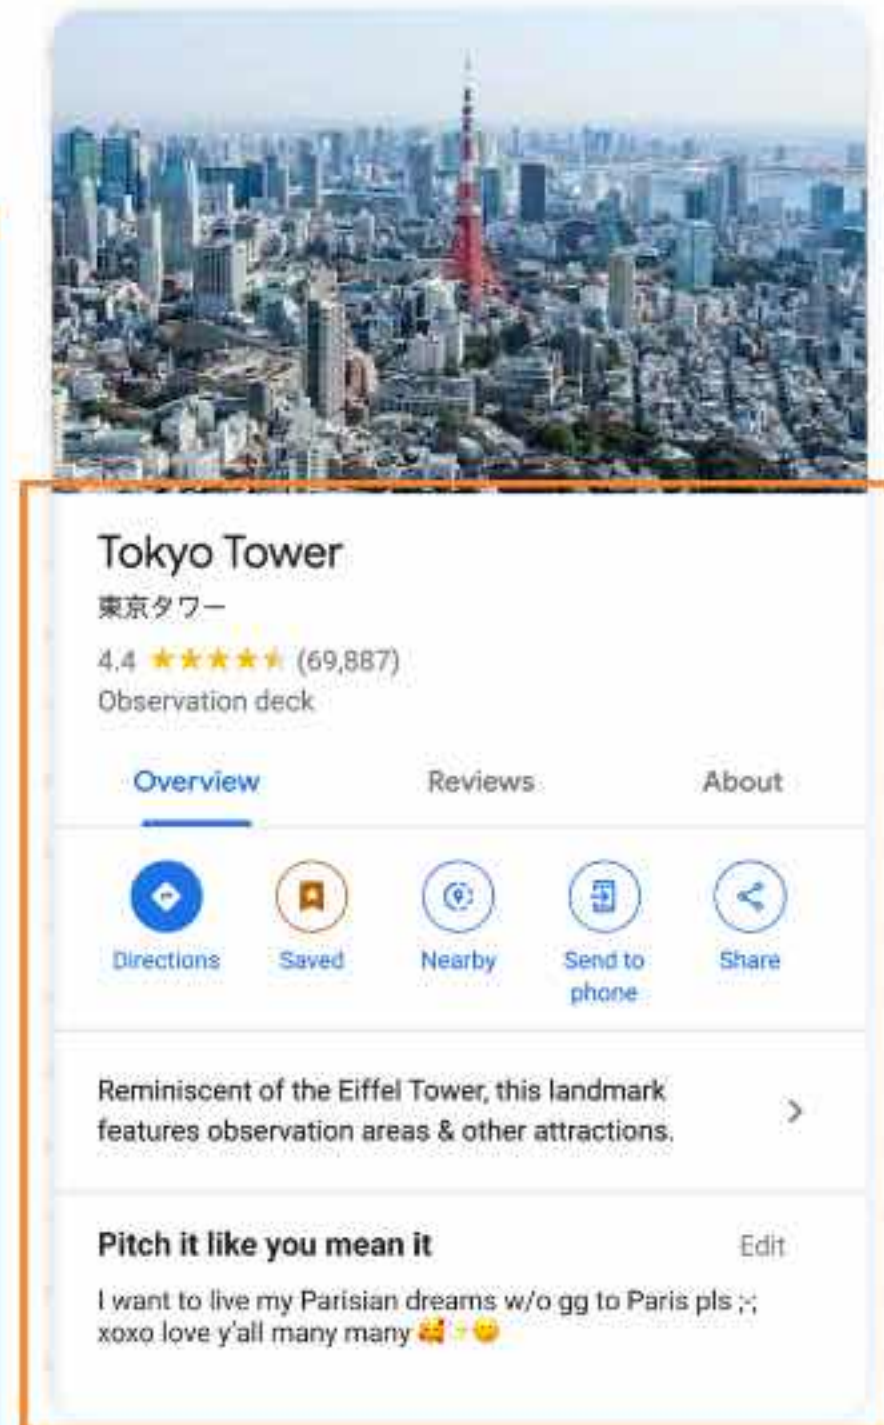 Tokyo Tower
東京タワー
4.4 ★★★★★ (69,887)
Observation deck
Overview Reviews About
Directions Saved Nearby Send to phone Share
Reminiscent of the Eiffel Tower, this landmark
features observation areas & other attractions.
Pitch it like you mean it Edit
I want to live my Parisian dreams w/o gg to Paris pls ;-;
xoxo love y'all many many